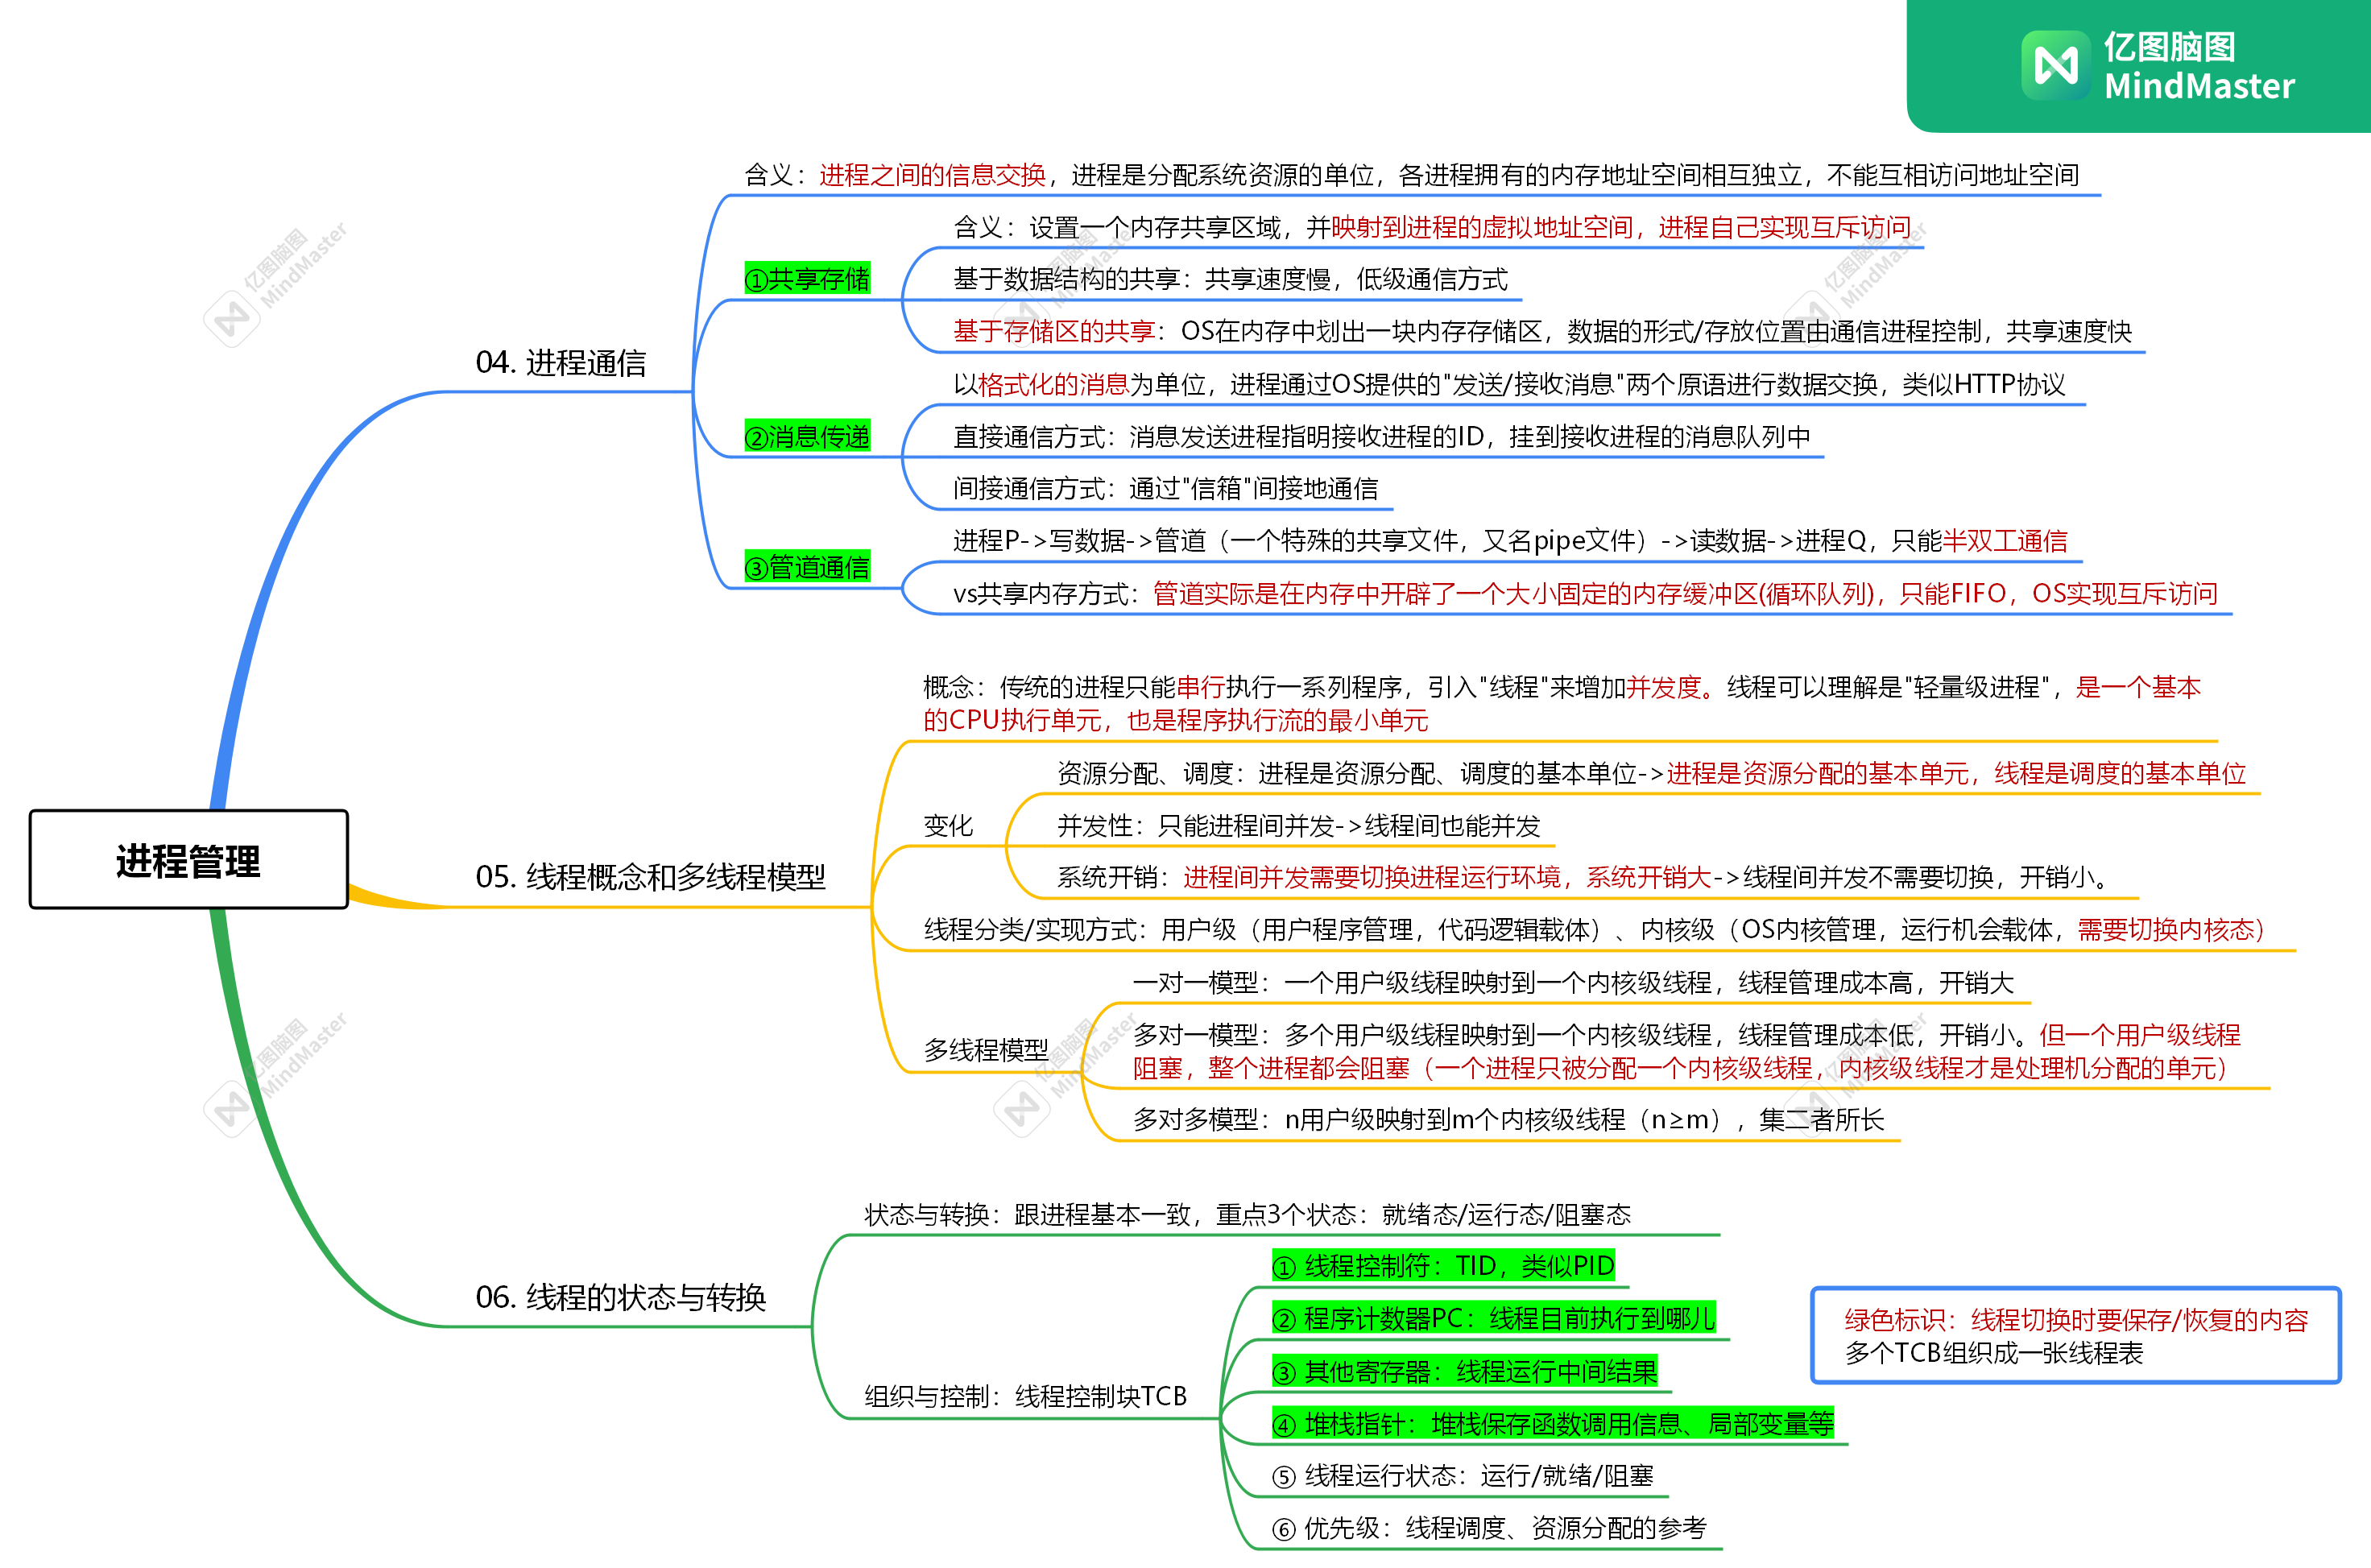 亿图脑图
MindMaster
含义：进程之间的信息交换，进程是分配系统资源的单位，各进程拥有的内存地址空间相互独立，不能互相访问地址空间
含义：设置一个内存共享区域，并映射到进程的虚拟地址空间，进程自己实现互斥访问
①共享存储
基于数据结构的共享：共享速度慢，低级通信方式
基于存储区的共享：OS在内存中划出一块内存存储区，数据的形式/存放位置由通信进程控制，共享速度快
04. 进程通信
以格式化的消息为单位，进程通过OS提供的"发送/接收消息"两个原语进行数据交换，类似HTTP协议
②消息传递
直接通信方式：消息发送进程指明接收进程的ID，挂到接收进程的消息队列中
间接通信方式：通过"信箱"间接地通信
进程P->写数据->管道（一个特殊的共享文件，又名pipe文件）->读数据->进程Q，只能半双工通信
③管道通信
vs共享内存方式：管道实际是在内存中开辟了一个大小固定的内存缓冲区(循环队列)，只能FIFO，OS实现互斥访问
概念：传统的进程只能串行执行一系列程序，引入"线程"来增加并发度。线程可以理解是"轻量级进程"，是一个基本
的CPU执行单元，也是程序执行流的最小单元
资源分配、调度：进程是资源分配、调度的基本单位->进程是资源分配的基本单元，线程是调度的基本单位
变化
并发性：只能进程间并发->线程间也能并发
系统开销：进程间并发需要切换进程运行环境，系统开销大->线程间并发不需要切换，开销小。
进程管理
05. 线程概念和多线程模型
线程分类/实现方式：用户级（用户程序管理，代码逻辑载体）、内核级（OS内核管理，运行机会载体，需要切换内核态）
一对一模型：一个用户级线程映射到一个内核级线程，线程管理成本高，开销大
多线程模型
多对一模型：多个用户级线程映射到一个内核级线程，线程管理成本低，开销小。但一个用户级线程
阻塞，整个进程都会阻塞（一个进程只被分配一个内核级线程，内核级线程才是处理机分配的单元）
多对多模型：n用户级映射到m个内核级线程（n≥m），集二者所长
状态与转换：跟进程基本一致，重点3个状态：就绪态/运行态/阻塞态
06. 线程的状态与转换
① 线程控制符：TID，类似PID
② 程序计数器PC：线程目前执行到哪儿
③ 其他寄存器：线程运行中间结果
组织与控制：线程控制块TCB
④ 堆栈指针：堆栈保存函数调用信息、局部变量等
⑤ 线程运行状态：运行/就绪/阻塞
⑥ 优先级：线程调度、资源分配的参考
绿色标识：线程切换时要保存/恢复的内容
多个TCB组织成一张线程表
亿图脑图
MindMaster
亿图脑图
MindMaster
亿图脑图
MindMaster
亿图脑图
MindMaster
亿图脑图
MindMaster
亿图脑图
MindMaster